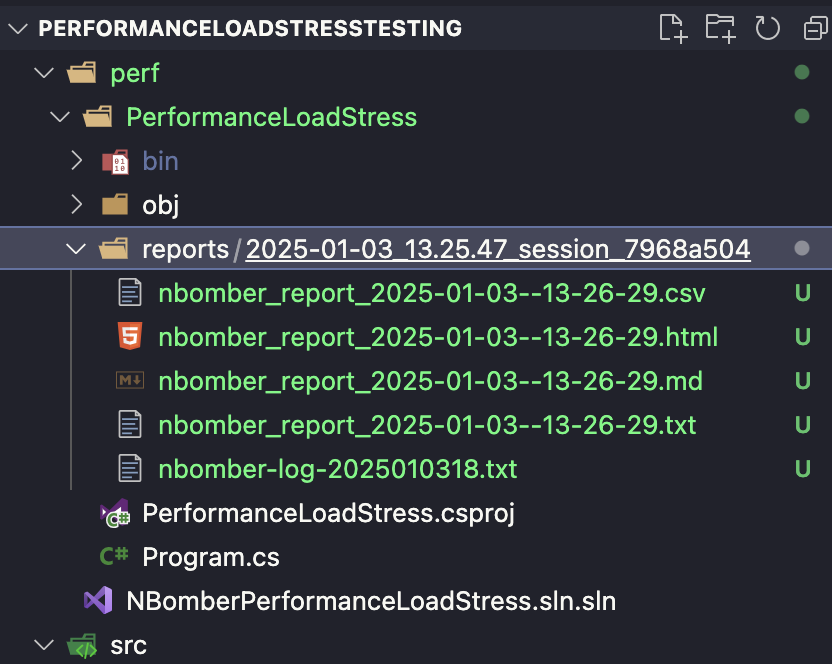 PERFORMANCELOADSTRESSTESTING
perf
PerformanceLoadStress
bin
obj
reports/2025-01-03_13.25.47_session_7968a504
nbomber_report_2025-01-03--13-26-29.csv U
nbomber_report_2025-01-03--13-26-29.html U
nbomber_report_2025-01-03--13-26-29.md U
nbomber_report_2025-01-03--13-26-29.txt U
nbomber-log-2025010318.txt U
PerformanceLoadStress.csproj
C# Program.cs
NBomberPerformanceLoadStress.sln.sln
src